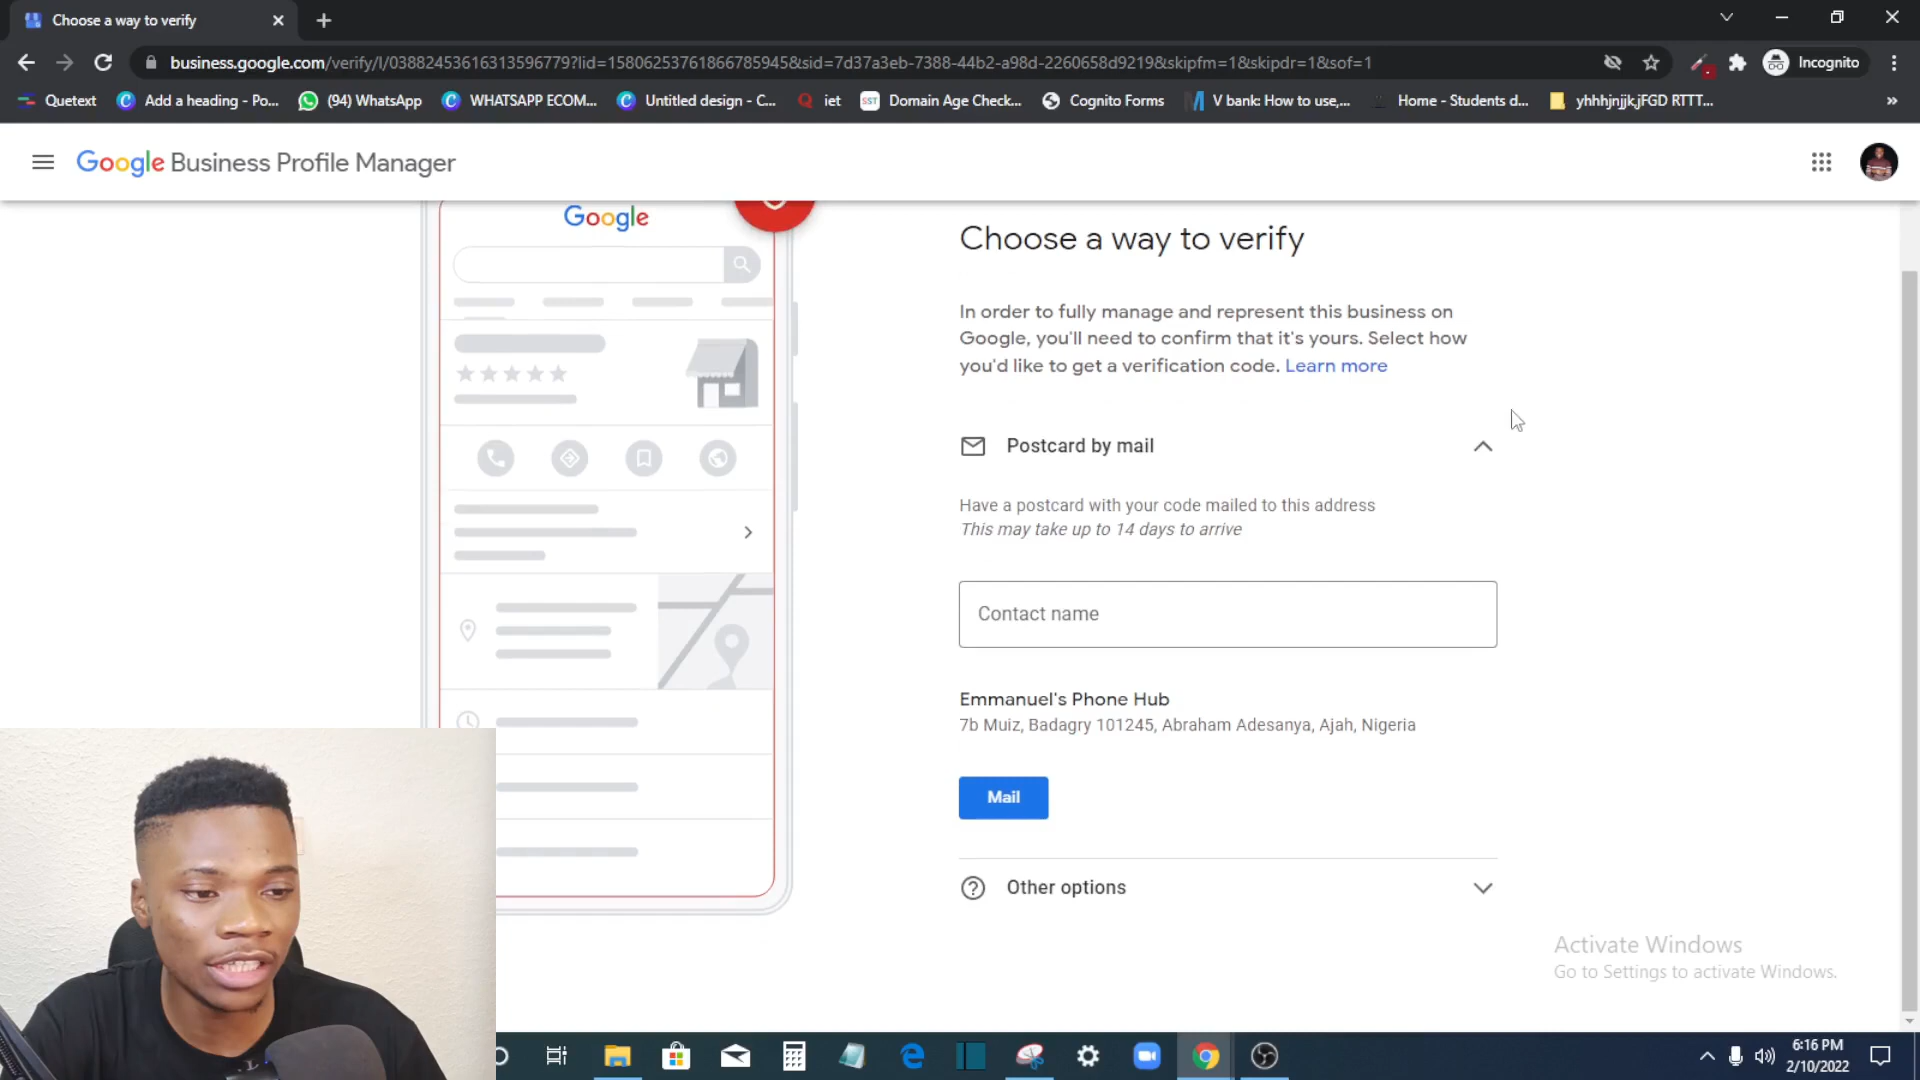 Choose a way to verify
business.google.com/verify/l/03882453616313596779?lid=15806253761866785945&sid=7d37a3eb-7388-44b2-a98d-2260658d9219&skipfm=1&skipdr=1&sof=1
Incognito
Quetext
Add a heading - Po...
(94) WhatsApp
WHATSAPP ECOM...
Untitled design - C...
iet
SST
Domain Age Check...
Cognito Forms
V bank: How to use,...
Home - Students d...
yhhhjnjjk,jFGD RTTT...
Google Business Profile Manager
Google
Choose a way to verify
In order to fully manage and represent this business on
Google, you'll need to confirm that it's yours. Select how
you'd like to get a verification code. Learn more
Postcard by mail
Have a postcard with your code mailed to this address
This may take up to 14 days to arrive
Contact name
Emmanuel's Phone Hub
7b Muiz, Badagry 101245, Abraham Adesanya, Ajah, Nigeria
Mail
Other options
Activate Windows
Go to Settings to activate Windows.
6:16 PM
2/10/2022